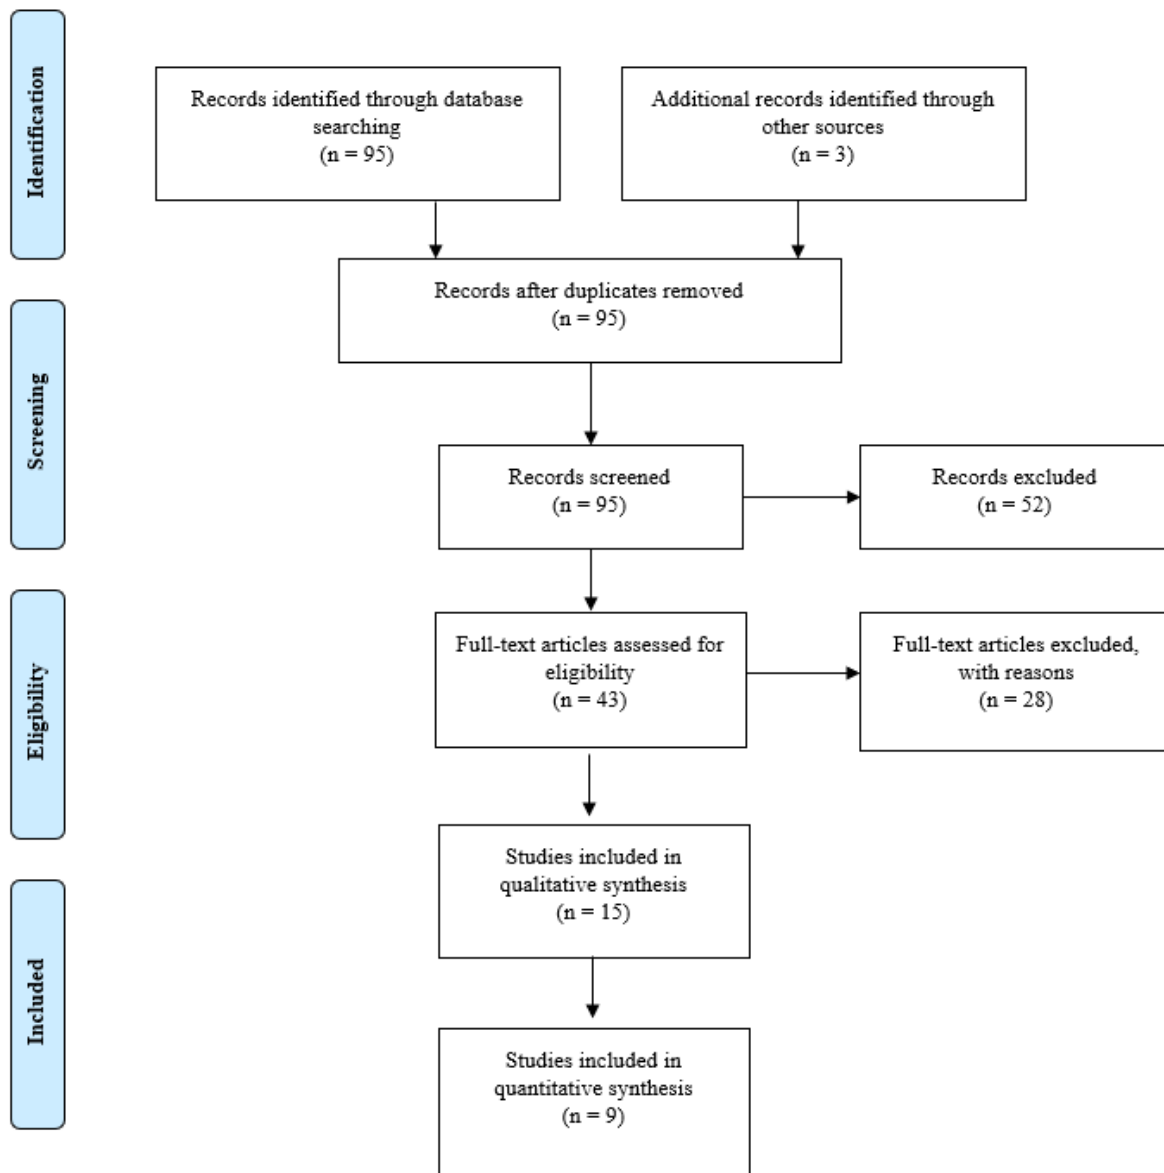 Identification
Records identified through database
searching
(n = 95)
Additional records identified through
other sources
(n = 3)
Records after duplicates removed
(n = 95)
Screening
Records screened
(n = 95)
Records excluded
(n = 52)
Eligibility
Full-text articles assessed for
eligibility
(n = 43)
Full-text articles excluded,
with reasons
(n = 28)
Studies included in
qualitative synthesis
(n = 15)
Included
Studies included in
quantitative synthesis
(n = 9)